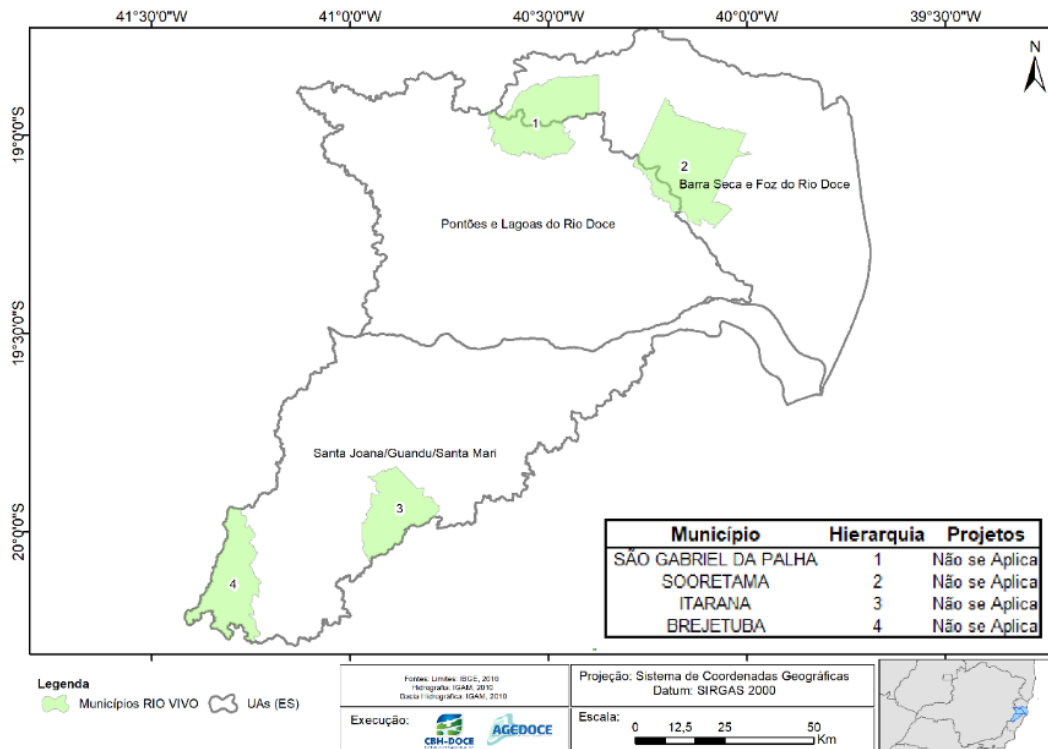 41°30'0"W 41°0'0"W 40°30'0"W 40°0'0"W 39°30'0"W
N
19°0'0"S
1
2
Barra Seca e Foz do Rio Doce
Pontões e Lagoas do Rio Doce
19°30'0"S
Santa Joana/Guandu/Santa Mari
3
20°0'0"S
4
Município Hierarquia Projetos
SÃO GABRIEL DA PALHA 1 Não se Aplica
SOORETAMA 2 Não se Aplica
ITARANA 3 Não se Aplica
BREJETUBA 4 Não se Aplica
Legenda
Municípios RIO VIVO UAs (ES)
Fontes: Limites: IBGE, 2016
Hidrografia: IGAM, 2010
Bacia Hidrográfica: IGAM, 2010
Execução:
CBH-DOCE
AGEDOCE
Projeção: Sistema de Coordenadas Geográficas
Datum: SIRGAS 2000
Escala:
0 12,5 25 50
Km